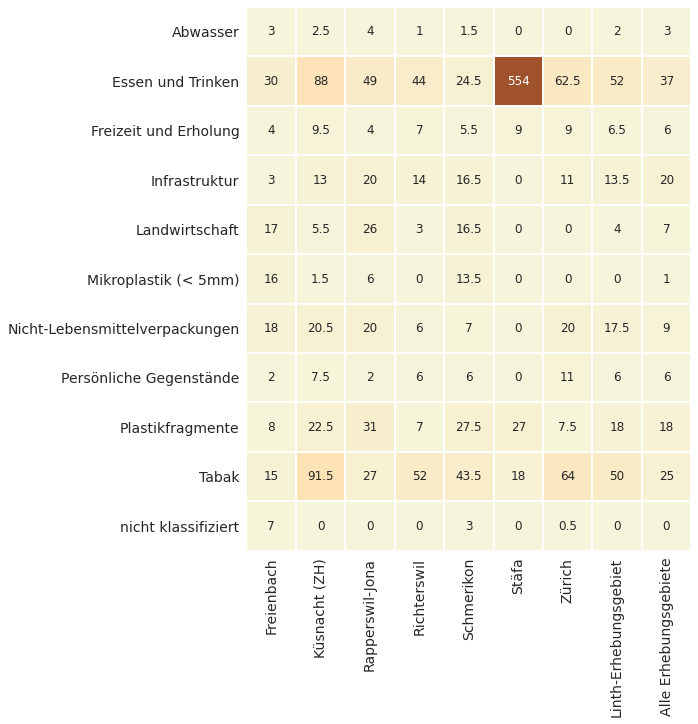 Abwasser 3 2.5 4 1 1.5 0 0 2 3
Essen und Trinken 30 88 49 44 24.5 554 62.5 52 37
Freizeit und Erholung 4 9.5 4 7 5.5 9 9 6.5 6
Infrastruktur 3 13 20 14 16.5 0 11 13.5 20
Landwirtschaft 17 5.5 26 3 16.5 0 0 4 7
Mikroplastik (< 5mm) 16 1.5 6 0 13.5 0 0 0 1
Nicht-Lebensmittelverpackungen 18 20.5 20 6 7 0 20 17.5 9
Persönliche Gegenstände 2 7.5 2 6 6 0 11 6 6
Plastikfragmente 8 22.5 31 7 27.5 27 7.5 18 18
Tabak 15 91.5 27 52 43.5 18 64 50 25
nicht klassifiziert 7 0 0 0 3 0 0.5 0 0
Freienbach
Küsnacht (ZH)
Rapperswil-Jona
Richterswil
Schmerikon
Stäfa
Zürich
Linth-Erhebungsgebiet
Alle Erhebungsgebiete